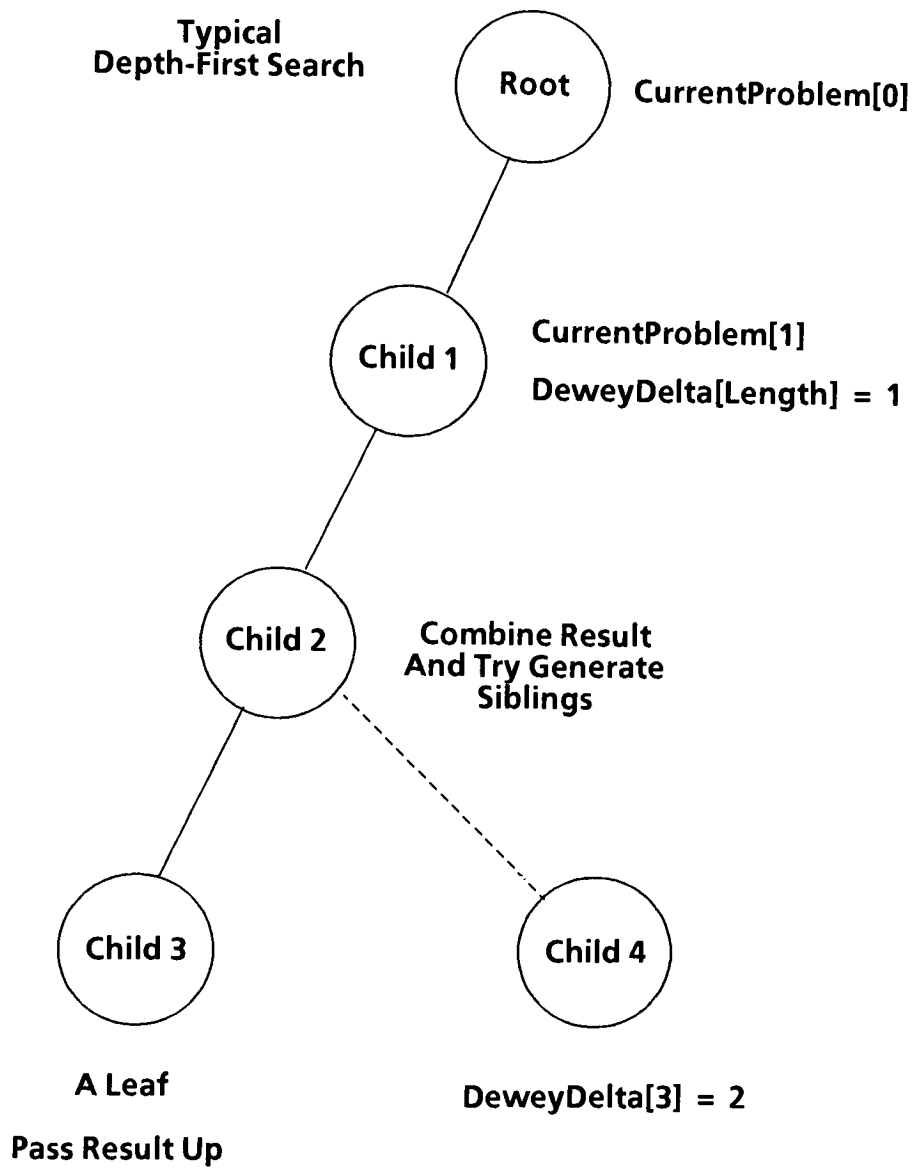 Typical
Depth-First Search
Root
CurrentProblem[0]
Child 1
CurrentProblem[1]
DeweyDelta[Length] = 1
Child 2
Combine Result
And Try Generate
Siblings
Child 3
Child 4
A Leaf
DeweyDelta[3] = 2
Pass Result Up